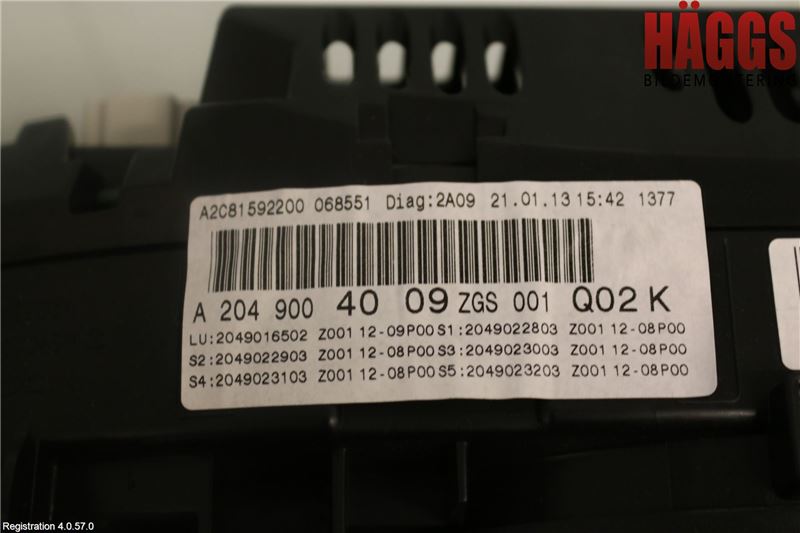 HÄGGS
BILDEMONTERING
A2C81592200 068551 Diag:2A09 21.01.13 15:42 1377
A 204 900 40 09 ZGS 001 Q02 K
LU:2049016502 Z001 12-09P00 S1:2049022803 Z001 12-08P00
S2:2049022903 Z001 12-08P00 S3:2049023003 Z001 12-08P00
S4:2049023103 Z001 12-08P00 S5:2049023203 Z001 12-08P00
Registration 4.0.57.0